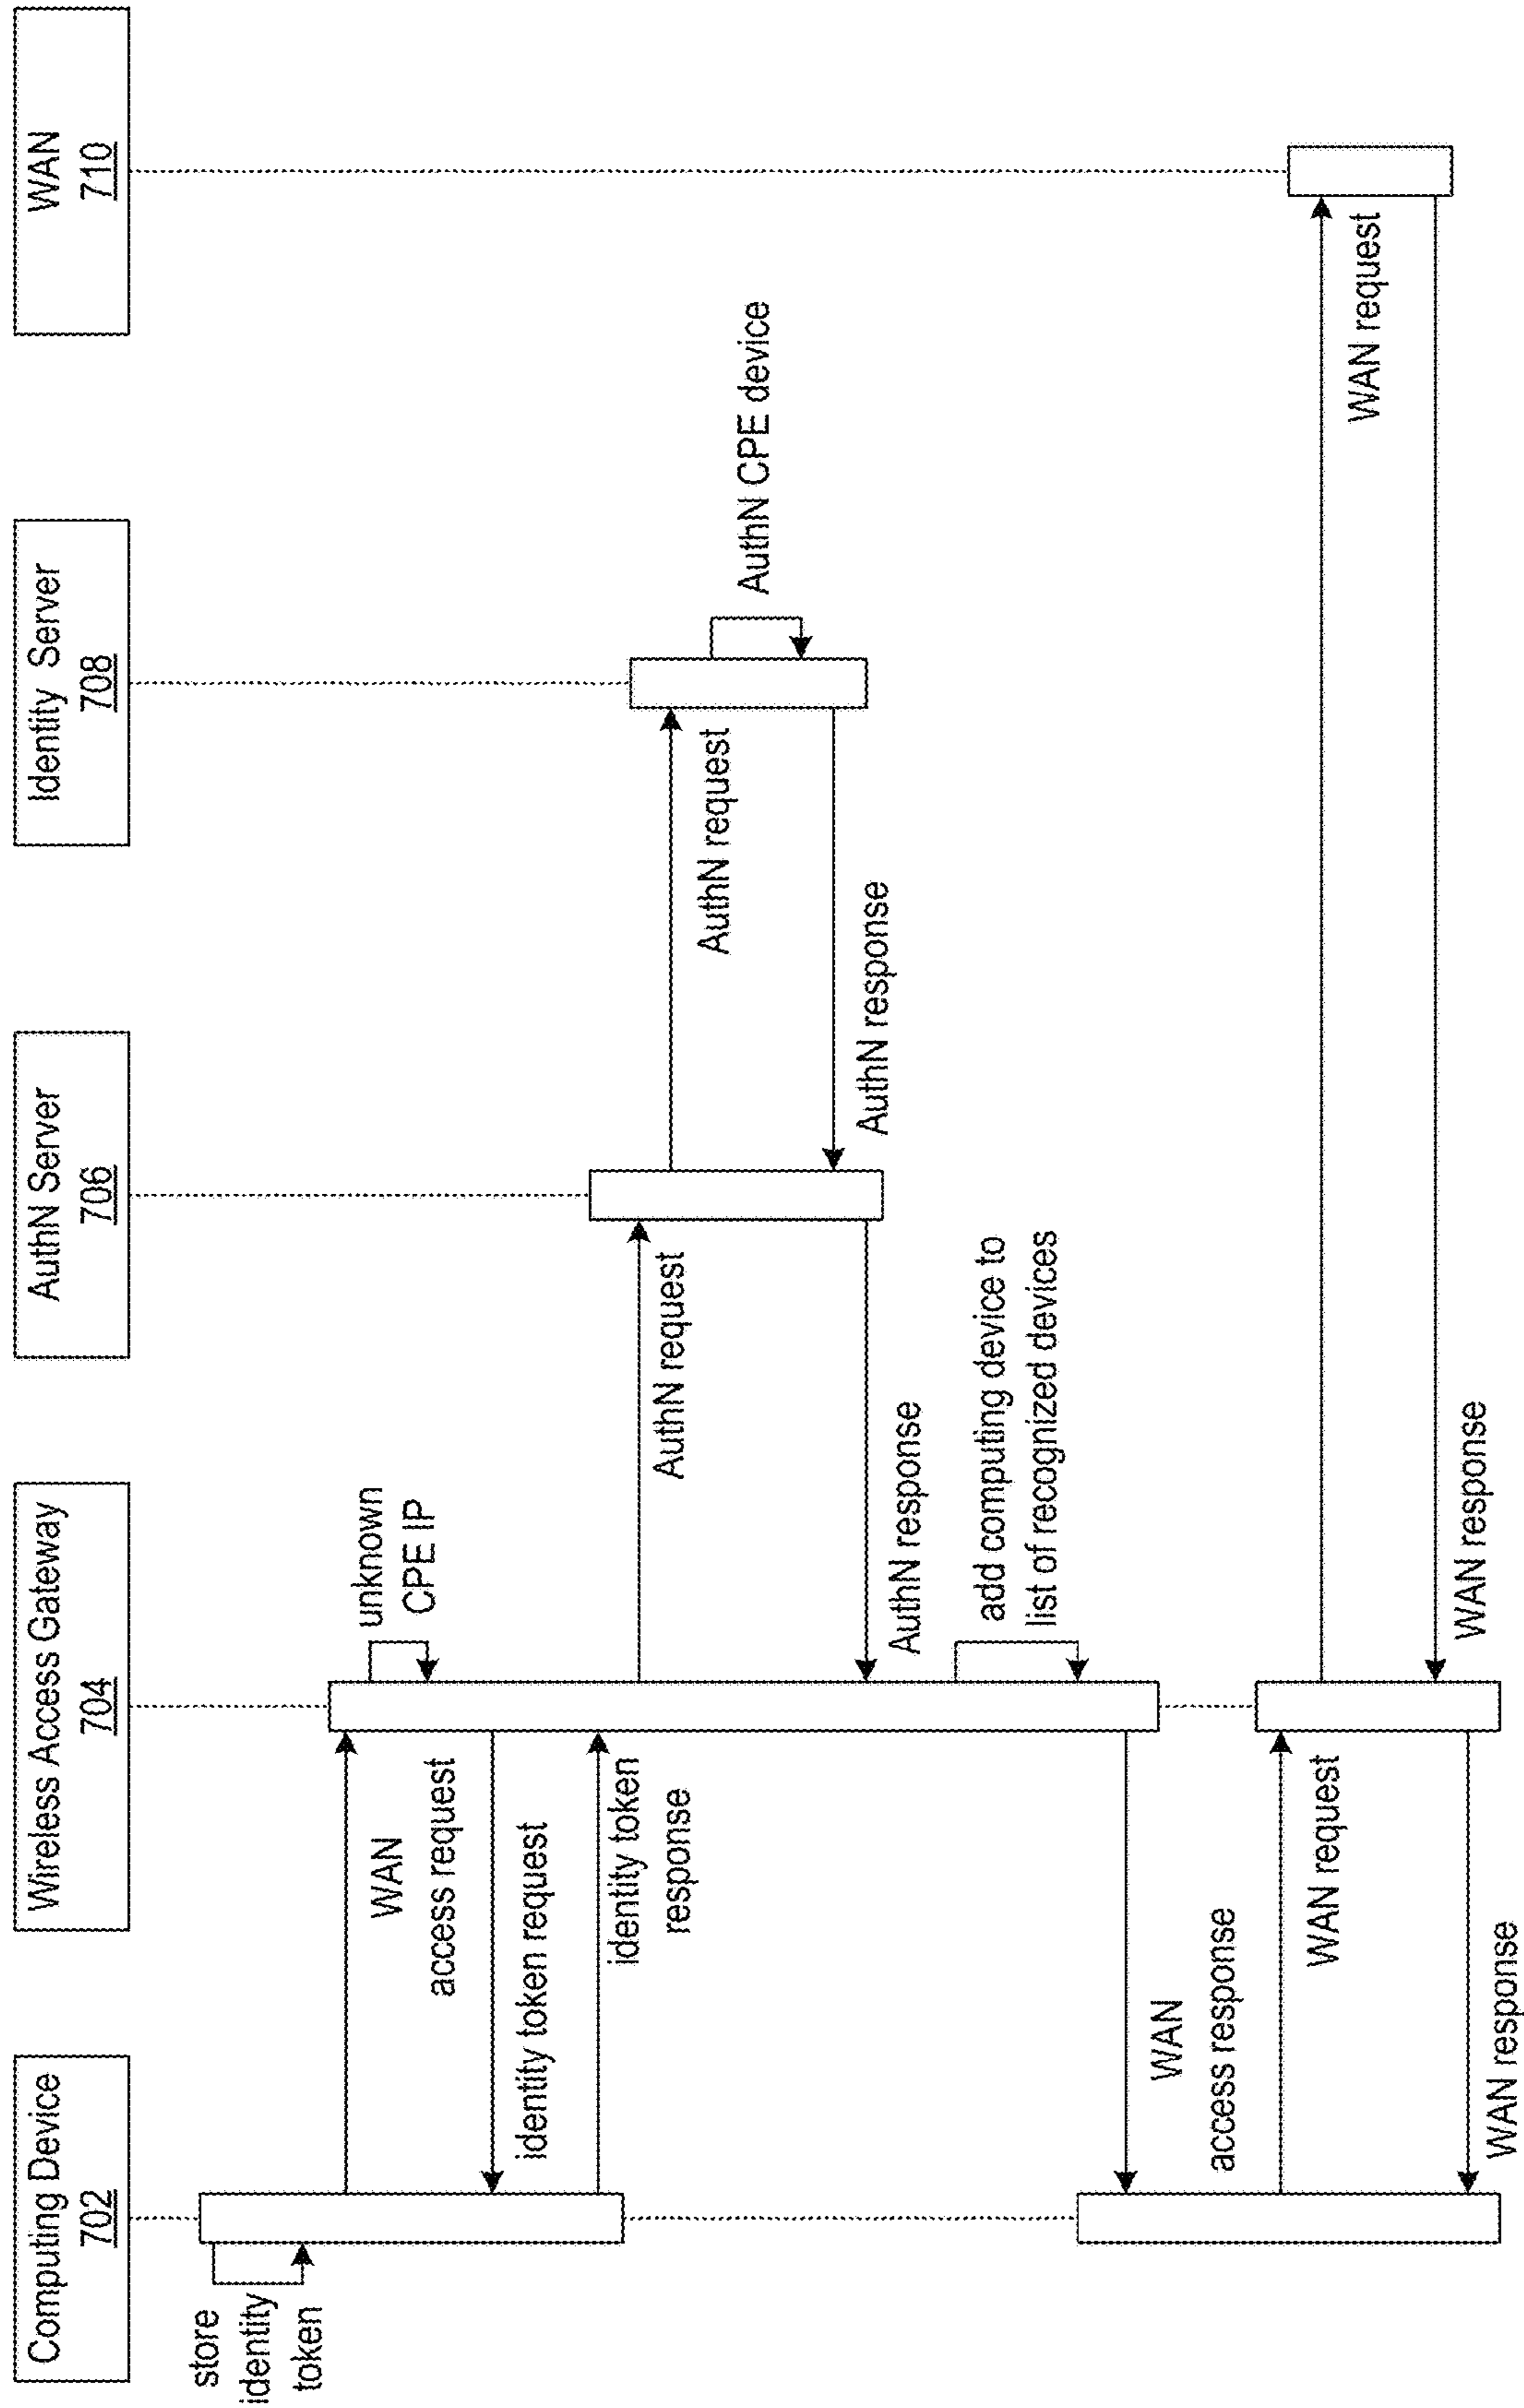 Computing Device
702
Wireless Access Gateway
704
AuthN Server
706
Identity Server
708
WAN
710
store
identity
token
WAN
access request
unknown
CPE IP
identity token request
identity token
response
AuthN request
AuthN request
AuthN CPE device
AuthN response
AuthN response
add computing device to
list of recognized devices
WAN
access response
WAN request
WAN request
WAN response
WAN response